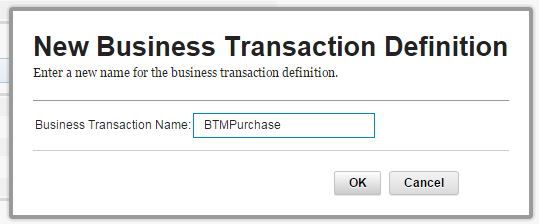 New Business Transaction Definition
Enter a new name for the business transaction definition.
Business Transaction Name: BTMPurchase
OK Cancel